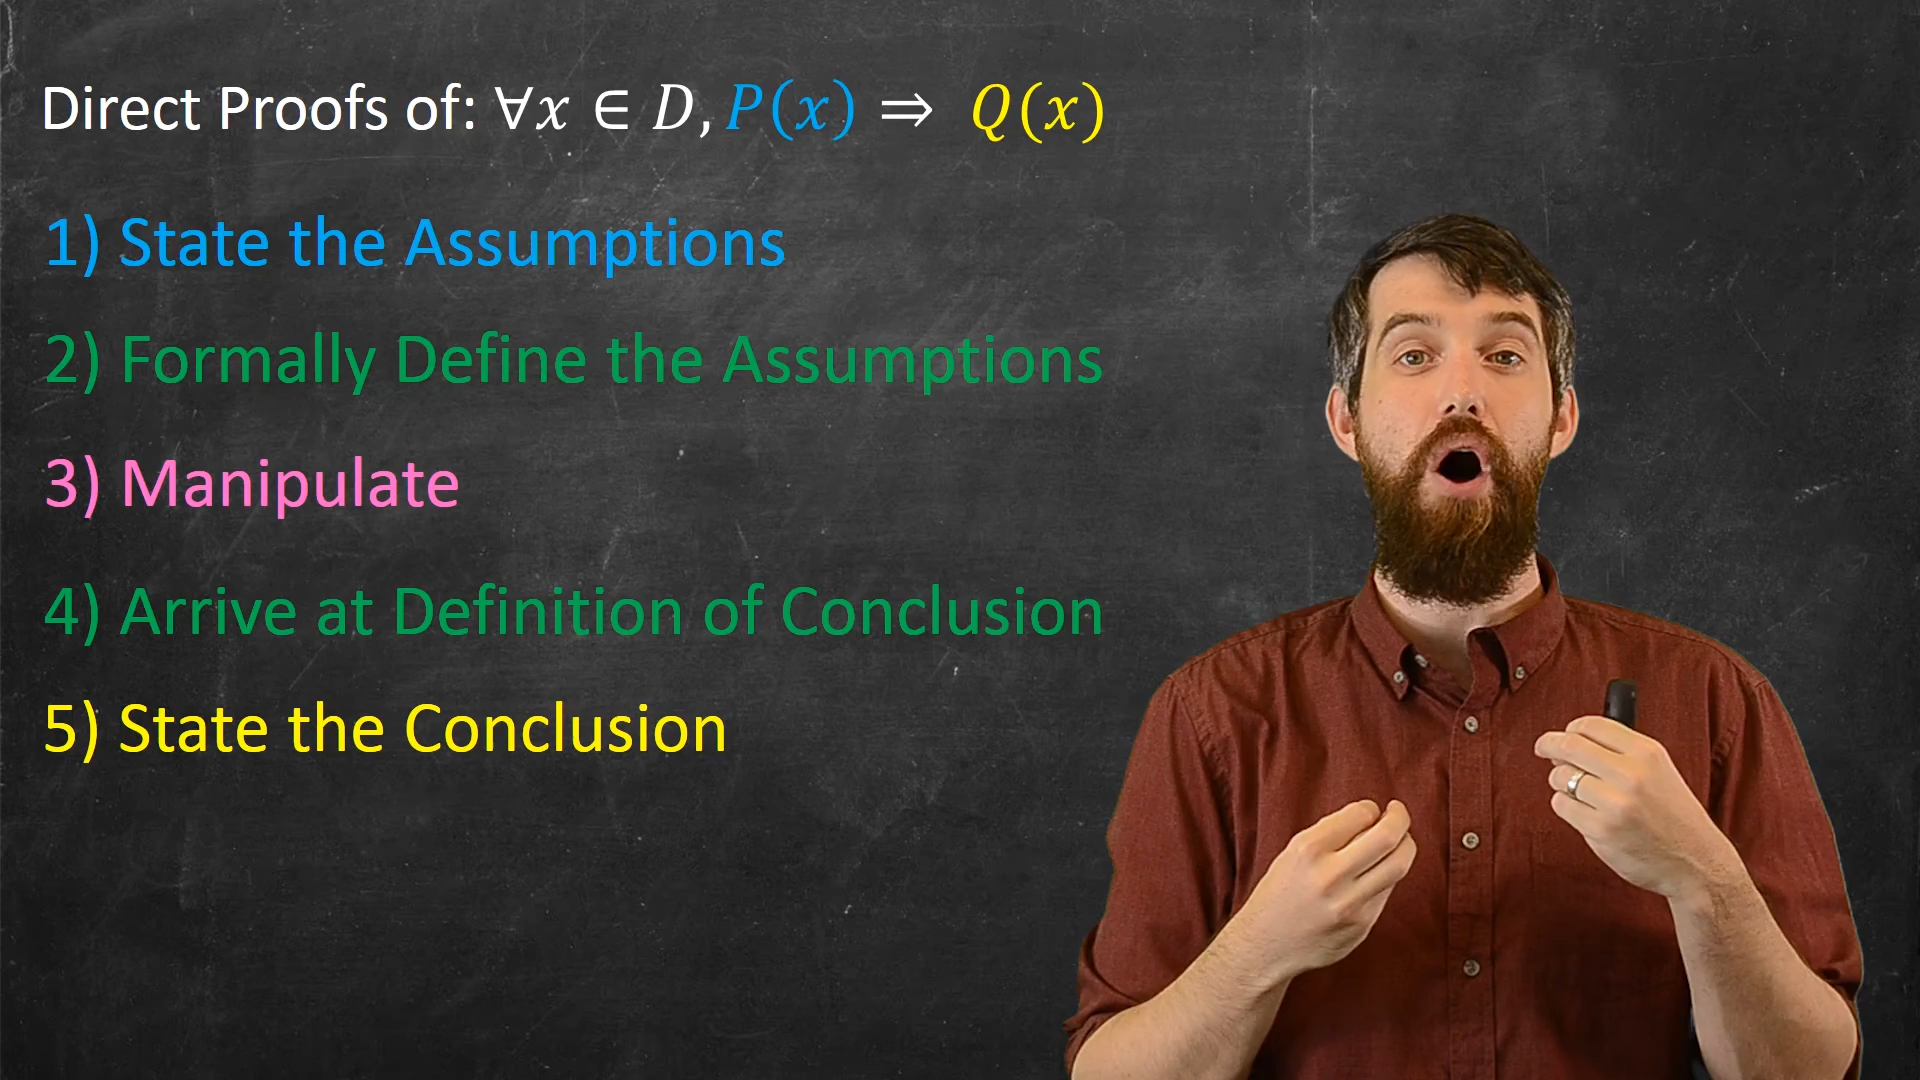 Direct Proofs of: ∀x ∈ D, P(x) ⇒ Q(x)
1) State the Assumptions
2) Formally Define the Assumptions
3) Manipulate
4) Arrive at Definition of Conclusion
5) State the Conclusion